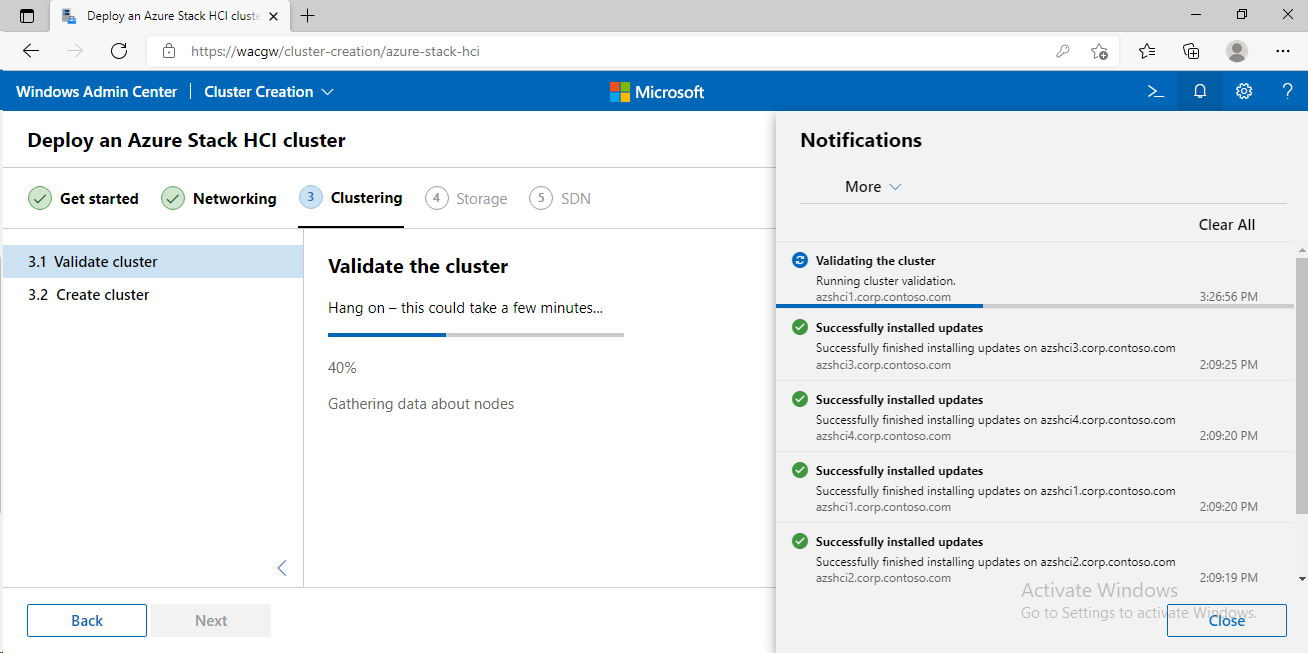 Deploy an Azure Stack HCI cluste
https://wacgw/cluster-creation/azure-stack-hci
Windows Admin Center | Cluster Creation
Microsoft
Deploy an Azure Stack HCI cluster
Get started
Networking
3 Clustering
4 Storage
5 SDN
3.1 Validate cluster
3.2 Create cluster
Validate the cluster
Hang on – this could take a few minutes...
40%
Gathering data about nodes
Back
Next
Notifications
More
Clear All
Validating the cluster
Running cluster validation.
azshci1.corp.contoso.com 3:26:56 PM
Successfully installed updates
Successfully finished installing updates on azshci3.corp.contoso.com
azshci3.corp.contoso.com 2:09:25 PM
Successfully installed updates
Successfully finished installing updates on azshci4.corp.contoso.com
azshci4.corp.contoso.com 2:09:20 PM
Successfully installed updates
Successfully finished installing updates on azshci1.corp.contoso.com
azshci1.corp.contoso.com 2:09:20 PM
Successfully installed updates
Successfully finished installing updates on azshci2.corp.contoso.com
azshci2.corp.contoso.com 2:09:19 PM
Activate Windows
Go to Settings to activate Windows.
Close